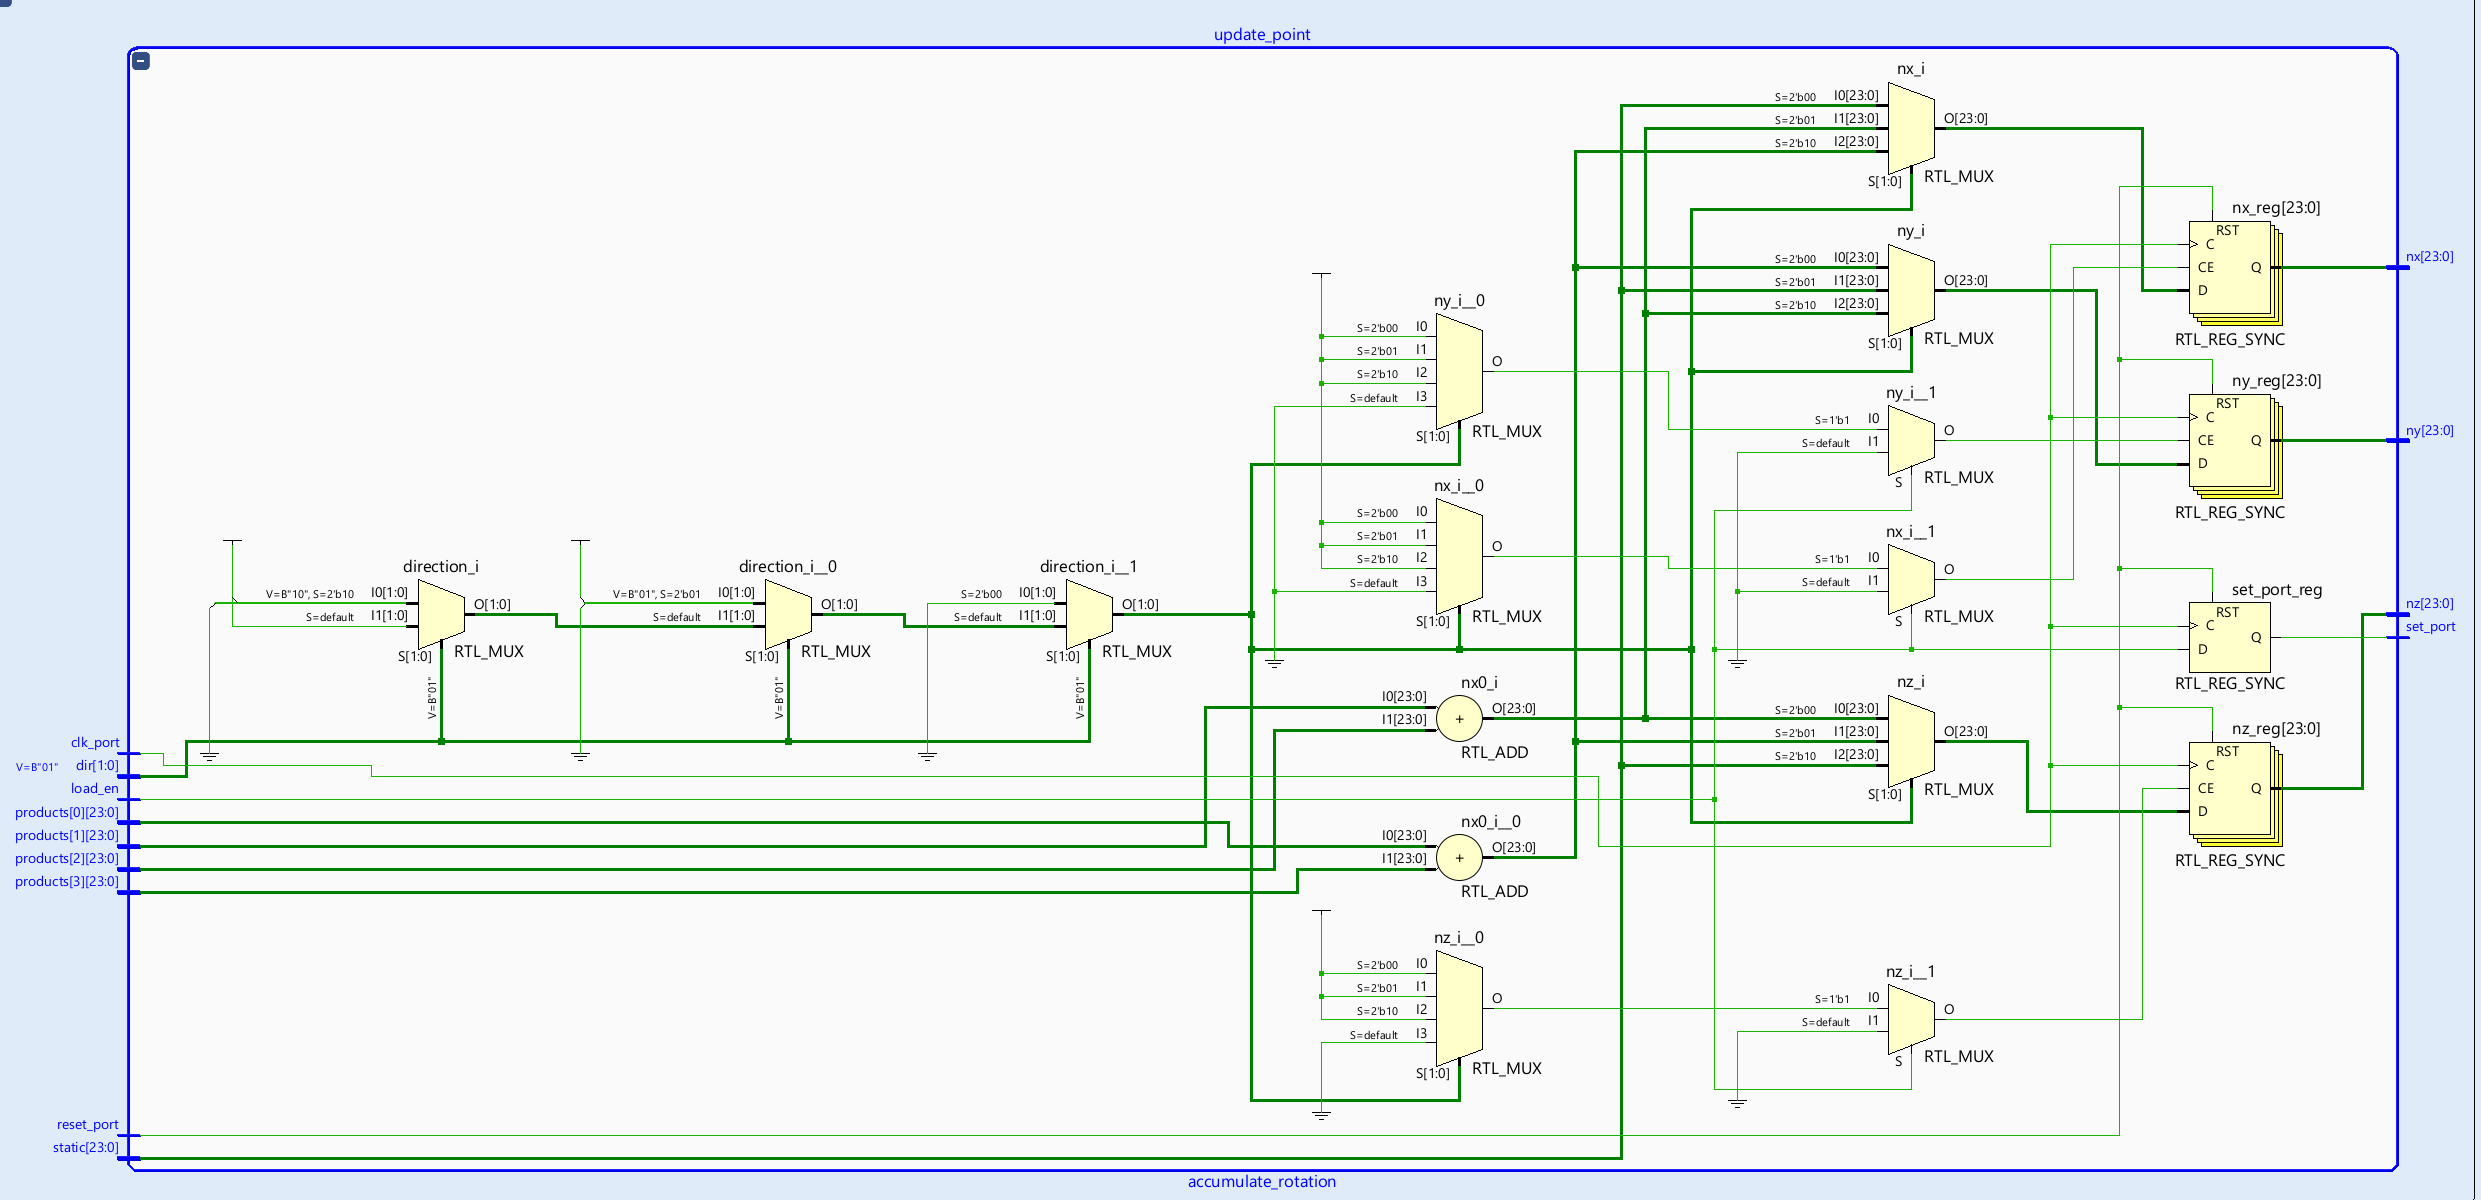 update_point
nx_i
S=2'b00 I0[23:0]
S=2'b01 I1[23:0]
S=2'b10 I2[23:0]
O[23:0]
S[1:0]
RTL_MUX
nx_reg[23:0]
RST
C
CE
D
Q
RTL_REG_SYNC
nx[23:0]
ny_i
S=2'b00 I0[23:0]
S=2'b01 I1[23:0]
S=2'b10 I2[23:0]
O[23:0]
S[1:0]
RTL_MUX
ny_i__0
S=2'b00 I0
S=2'b01 I1
S=2'b10 I2
S=default I3
O
S[1:0]
RTL_MUX
ny_i__1
S=1'b1 I0
S=default I1
O
S
RTL_MUX
ny_reg[23:0]
RST
C
CE
D
Q
RTL_REG_SYNC
ny[23:0]
nx_i__0
S=2'b00 I0
S=2'b01 I1
S=2'b10 I2
S=default I3
O
S[1:0]
RTL_MUX
nx_i__1
S=1'b1 I0
S=default I1
O
S
RTL_MUX
direction_i
V=B"10", S=2'b10 I0[1:0]
S=default I1[1:0]
O[1:0]
S[1:0]
RTL_MUX
V=B"01"
direction_i__0
V=B"01", S=2'b01 I0[1:0]
S=default I1[1:0]
O[1:0]
S[1:0]
RTL_MUX
V=B"01"
direction_i__1
S=2'b00 I0[1:0]
S=default I1[1:0]
O[1:0]
S[1:0]
RTL_MUX
V=B"01"
set_port_reg
RST
C
D
Q
RTL_REG_SYNC
nz[23:0]
set_port
nx0_i
I0[23:0]
I1[23:0]
+
O[23:0]
RTL_ADD
nz_i
S=2'b00 I0[23:0]
S=2'b01 I1[23:0]
S=2'b10 I2[23:0]
O[23:0]
S[1:0]
RTL_MUX
nz_reg[23:0]
RST
C
CE
D
Q
RTL_REG_SYNC
clk_port
V=B"01" dir[1:0]
load_en
products[0][23:0]
products[1][23:0]
products[2][23:0]
products[3][23:0]
nx0_i__0
I0[23:0]
I1[23:0]
+
O[23:0]
RTL_ADD
nz_i__0
S=2'b00 I0
S=2'b01 I1
S=2'b10 I2
S=default I3
O
S[1:0]
RTL_MUX
nz_i__1
S=1'b1 I0
S=default I1
O
S
RTL_MUX
reset_port
static[23:0]
accumulate_rotation